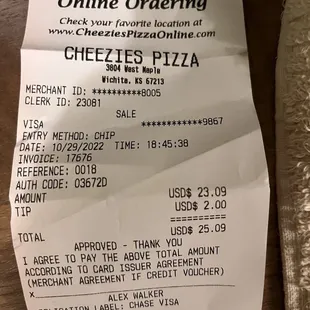 Online Ordering
Check your favorite location at
www.CheeziesPizzaOnline.com
CHEEZIES PIZZA
3804 West Maple
Wichita, KS 67213
MERCHANT ID: **********8005
CLERK ID: 23081
SALE
VISA ************9867
ENTRY METHOD: CHIP
DATE: 10/29/2022 TIME: 18:45:38
INVOICE: 17676
REFERENCE: 0018
AUTH CODE: 03672D
AMOUNT USD$ 23.09
TIP USD$ 2.00
==========
TOTAL USD$ 25.09
APPROVED - THANK YOU
I AGREE TO PAY THE ABOVE TOTAL AMOUNT
ACCORDING TO CARD ISSUER AGREEMENT
(MERCHANT AGREEMENT IF CREDIT VOUCHER)
x
ALEX WALKER
LABEL: CHASE VISA